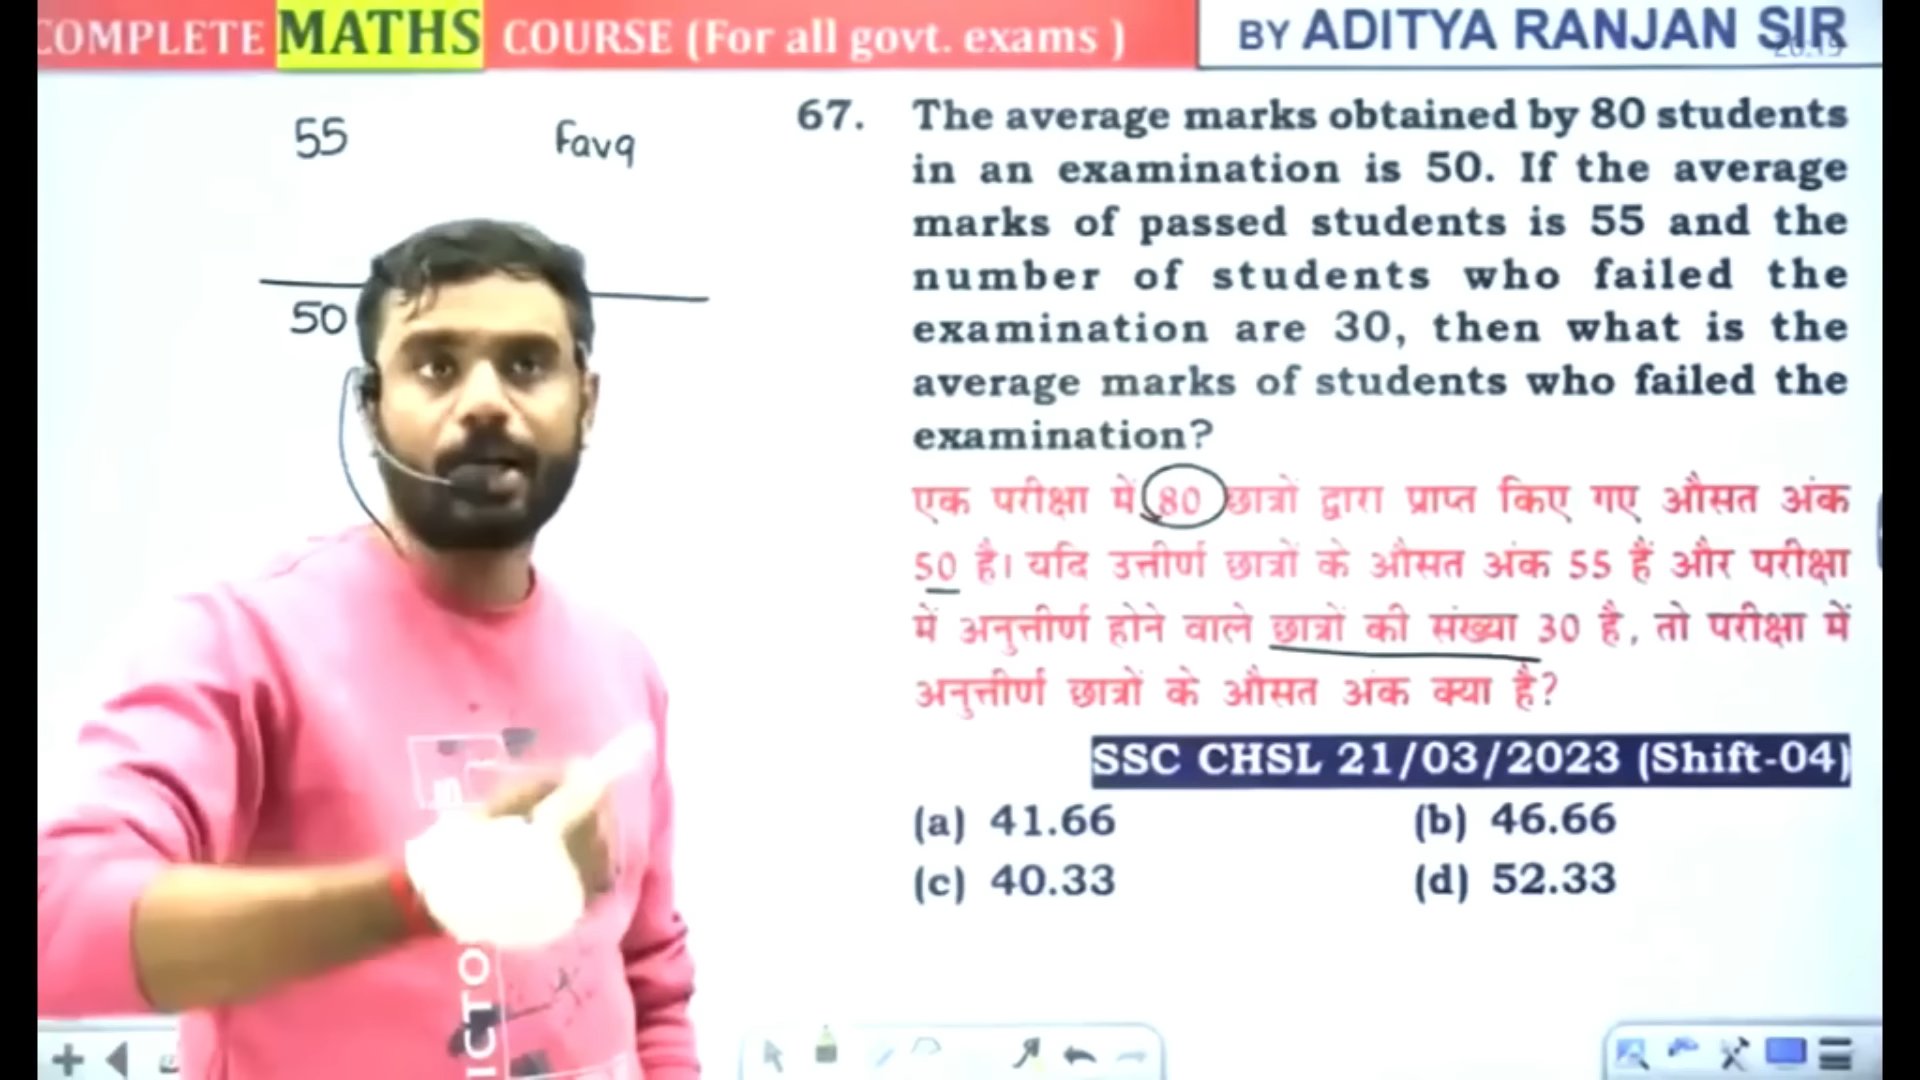 COMPLETE MATHS COURSE (For all govt. exams )
BY ADITYA RANJAN SIR
55 Favg
50
67. The average marks obtained by 80 students
in an examination is 50. If the average
marks of passed students is 55 and the
number of students who failed the
examination are 30, then what is the
average marks of students who failed the
examination?
एक परीक्षा में 80 छात्रों द्वारा प्राप्त किए गए औसत अंक
50 है। यदि उत्तीर्ण छात्रों के औसत अंक 55 हैं और परीक्षा
में अनुत्तीर्ण होने वाले छात्रों की संख्या 30 है, तो परीक्षा में
अनुत्तीर्ण छात्रों के औसत अंक क्या है?
SSC CHSL 21/03/2023 (Shift-04)
(a) 41.66 (b) 46.66
(c) 40.33 (d) 52.33